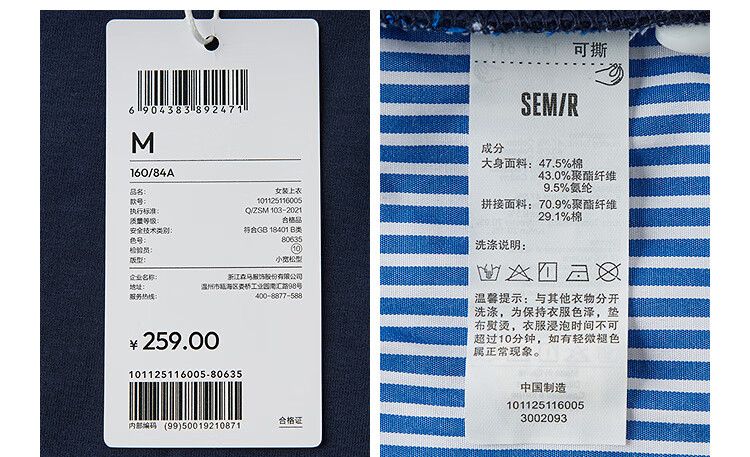 6 904383 892471
M
160/84A
品名: 女装上衣
款号: 101125116005
执行标准: Q/ZSM 103-2021
质量等级: 合格品
安全技术类别: 符合GB 18401 B类
色号: 80635
检验员: 10
版型: 小宽松型
企业名称: 浙江森马服饰股份有限公司
地址: 温州市瓯海区娄桥工业园南汇路98号
服务热线: 400-8877-588
¥ 259.00
101125116005-80635
内部编码 (99)50019210871
合格证
可撕
SEM/R
成分
大身面料: 47.5%棉
43.0%聚酯纤维
9.5%氨纶
拼接面料: 70.9%聚酯纤维
29.1%棉
洗涤说明:
温馨提示: 与其他衣物分开
洗涤, 为保持衣服色泽, 垫
布熨烫, 衣服浸泡时间不可
超过10分钟, 如有轻微褪色
属正常现象。
中国制造
101125116005
3002093